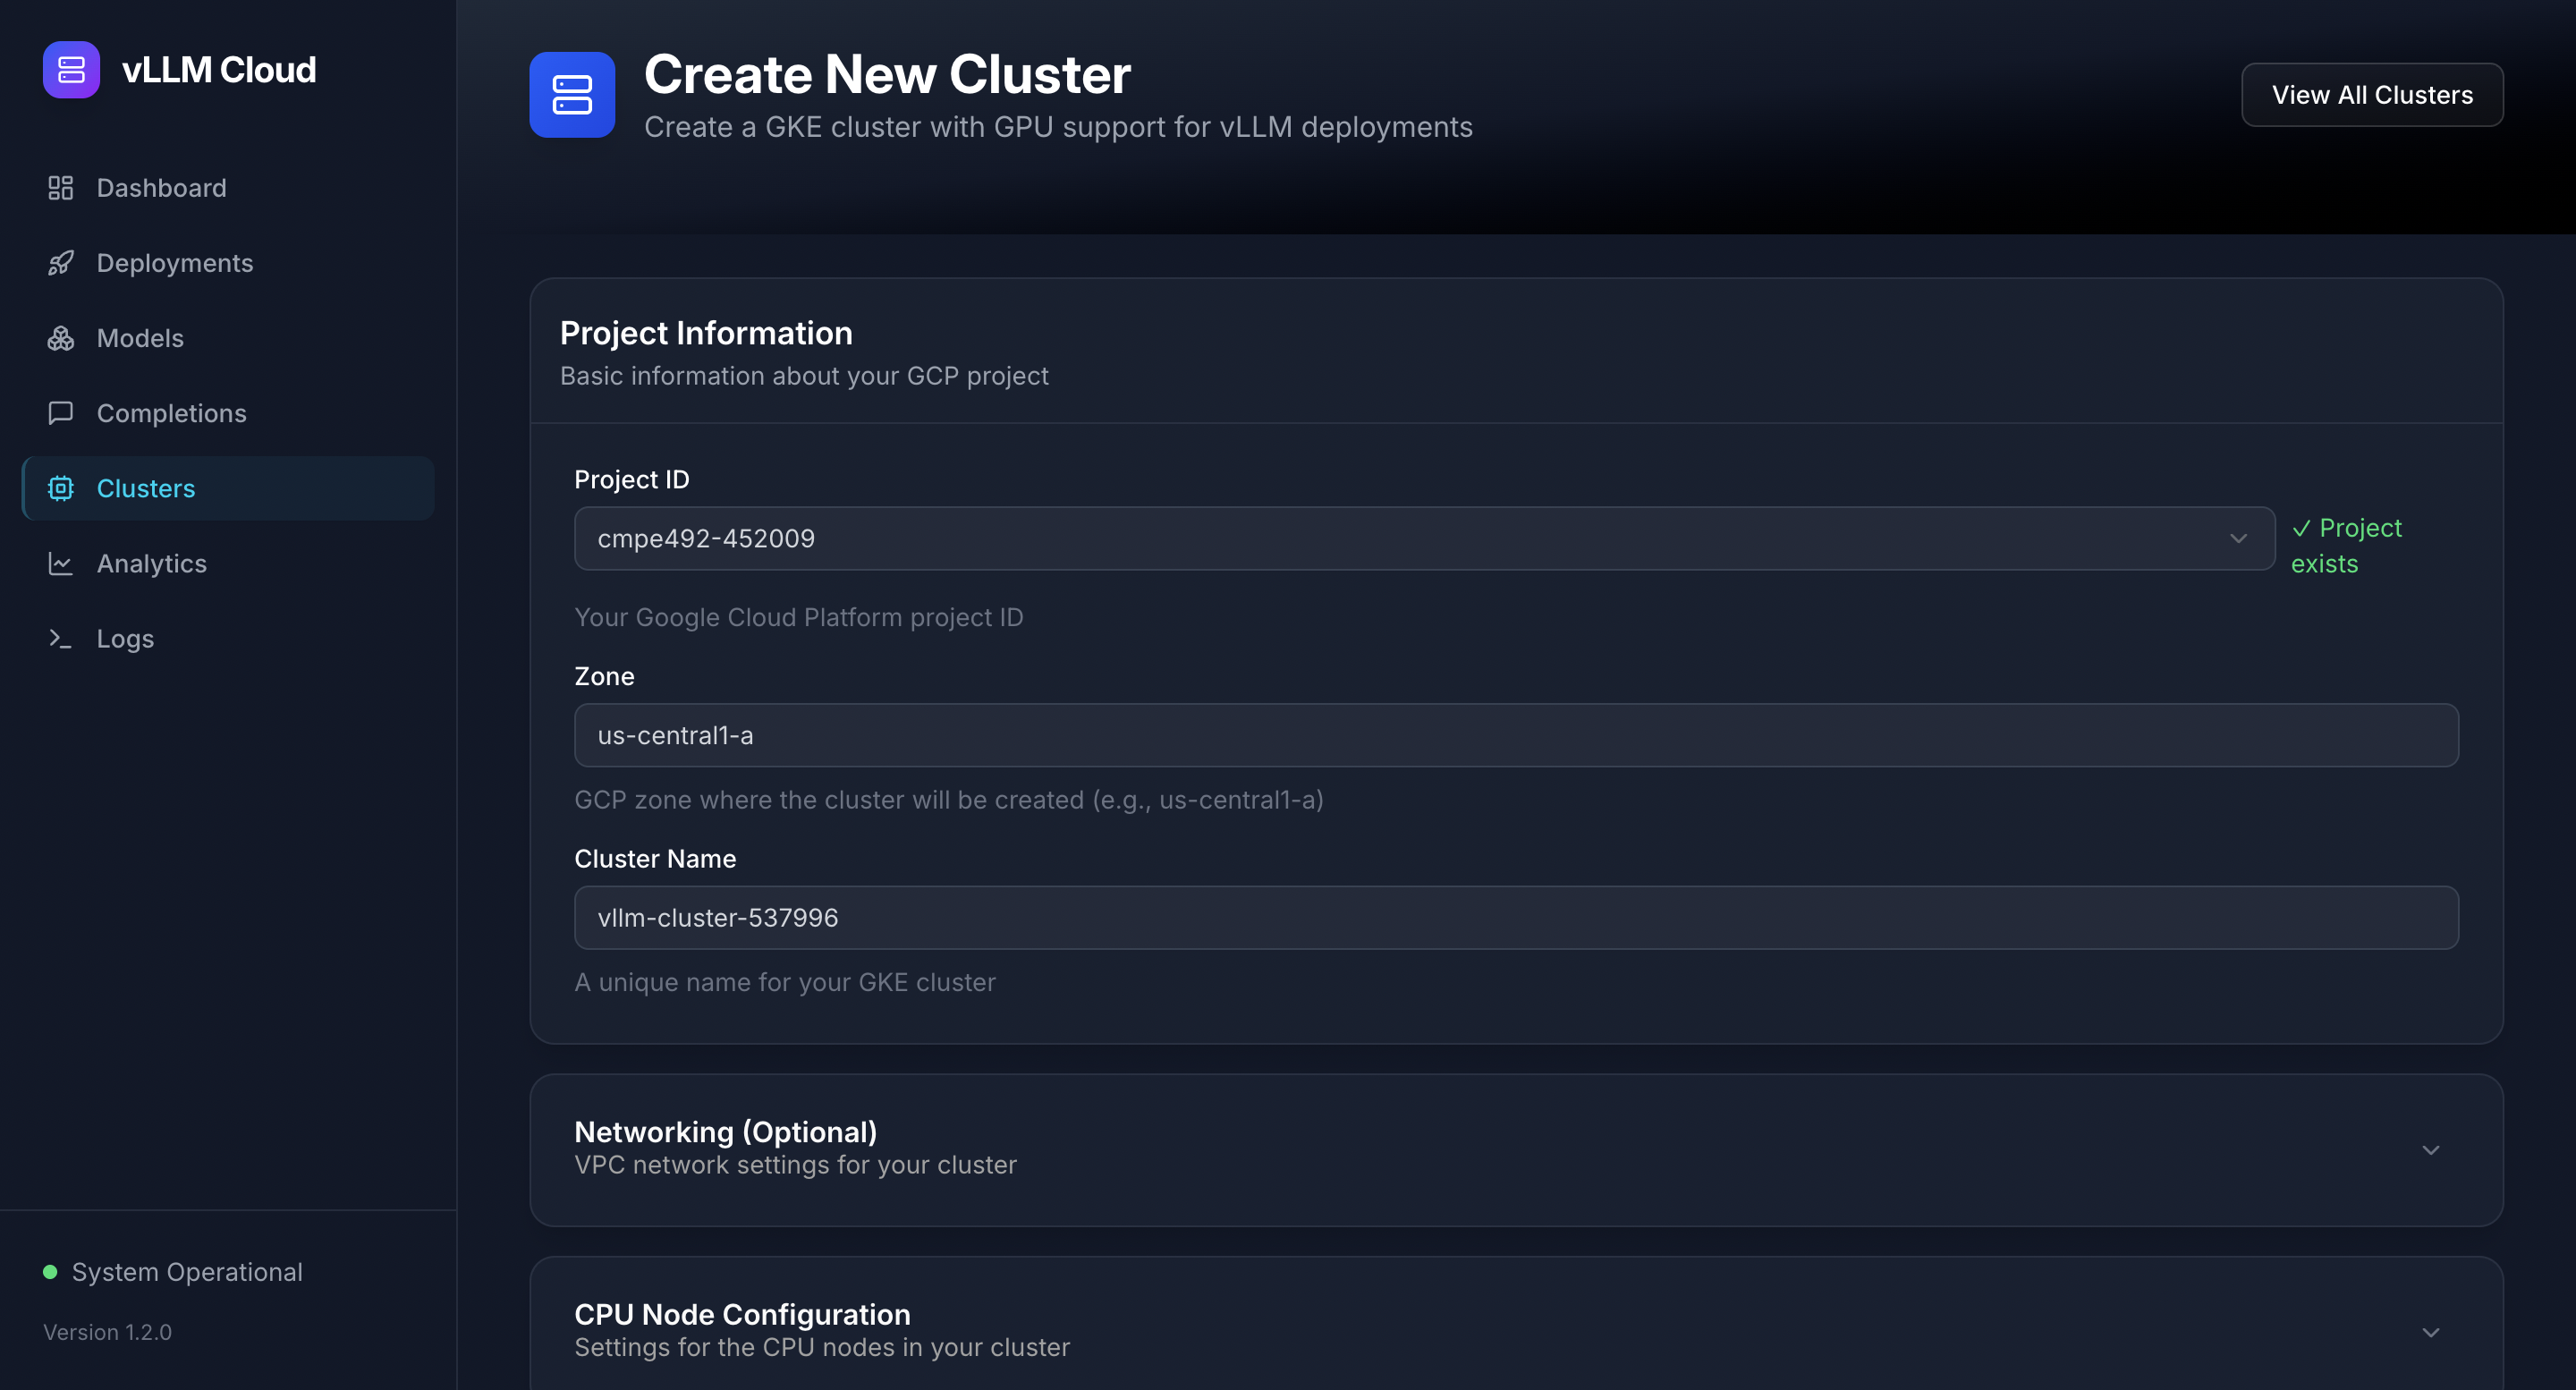 vLLM Cloud
Dashboard
Deployments
Models
Completions
Clusters
Analytics
Logs
System Operational
Version 1.2.0
Create New Cluster
Create a GKE cluster with GPU support for vLLM deployments
View All Clusters
Project Information
Basic information about your GCP project
Project ID
cmpe492-452009
✓ Project
exists
Your Google Cloud Platform project ID
Zone
us-central1-a
GCP zone where the cluster will be created (e.g., us-central1-a)
Cluster Name
vllm-cluster-537996
A unique name for your GKE cluster
Networking (Optional)
VPC network settings for your cluster
CPU Node Configuration
Settings for the CPU nodes in your cluster